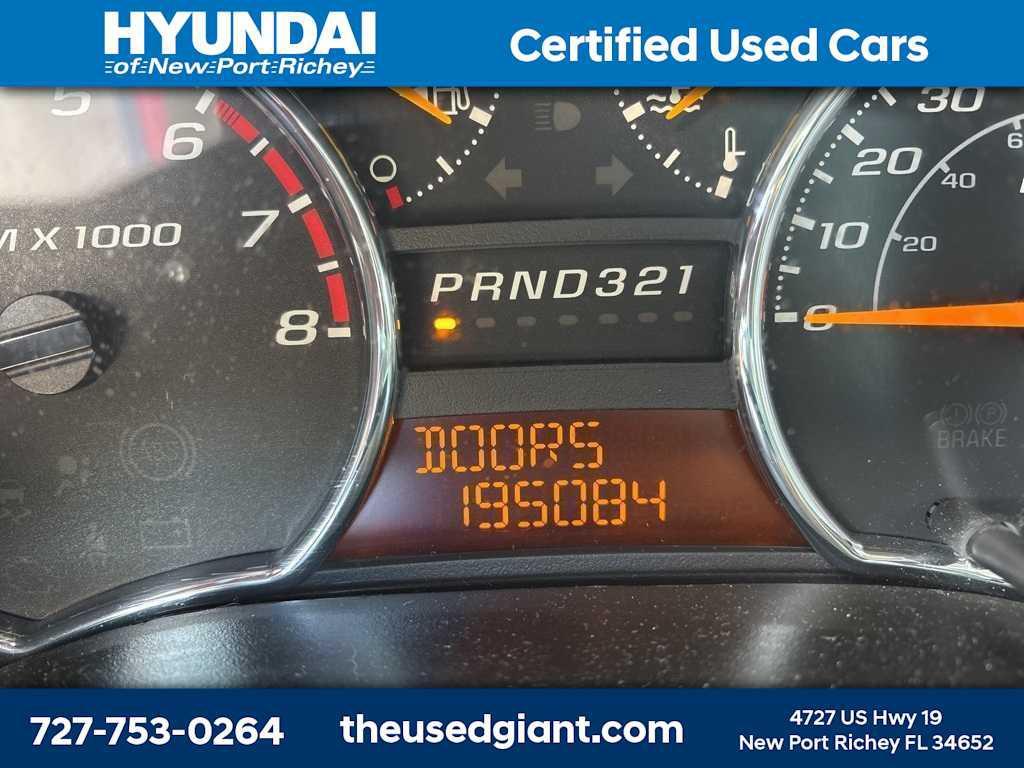 HYUNDAI
of New Port Richey
Certified Used Cars
5
6
7
8
M X 1000
PRND321
DOORS
195084
30
20
10
0
6
40
20
BRAKE
727-753-0264
theusedgiant.com
4727 US Hwy 19
New Port Richey FL 34652